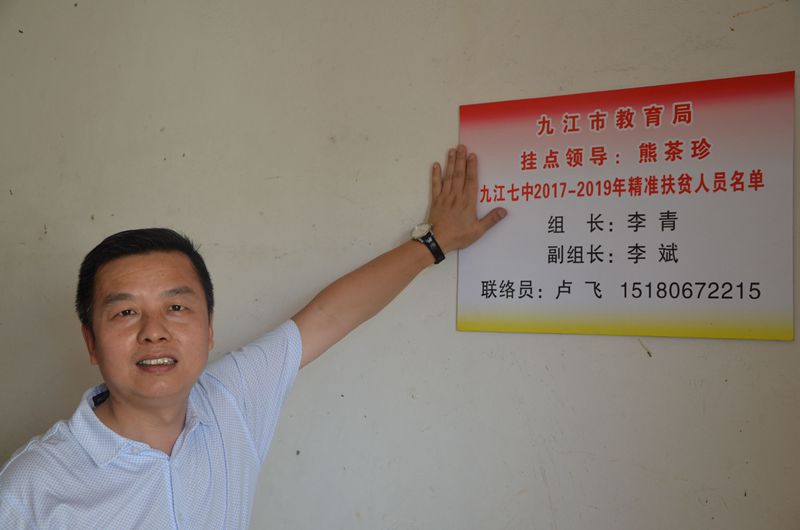 九江市教育局
挂点领导：熊茶珍
九江七中2017-2019年精准扶贫人员名单
组 长：李 青
副组长：李 斌
联络员：卢 飞 15180672215